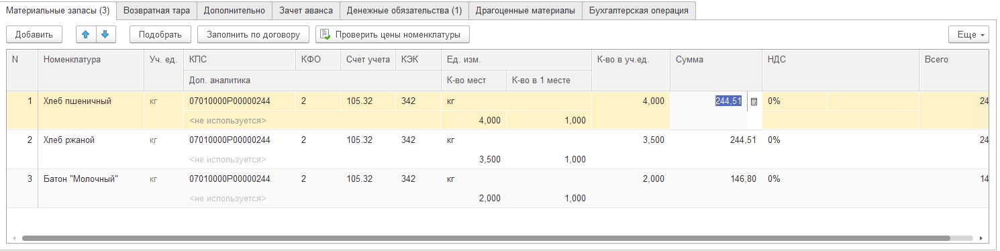 Материальные запасы (3) Возвратная тара Дополнительно Зачет аванса Денежные обязательства (1) Драгоценные материалы Бухгалтерская операция
Добавить Подобрать Заполнить по договору Проверить цены номенклатуры Еще
N Номенклатура Уч. ед. КПС КФО Счет учета КЭК Ед. изм. К-во в уч.ед. Сумма НДС Всего
Доп. аналитика К-во мест К-во в 1 месте
1 Хлеб пшеничный кг 07010000Р00000244 2 105.32 342 кг 4,000 244,51 0% 24
<не используется> 4,000 1,000
2 Хлеб ржаной кг 07010000Р00000244 2 105.32 342 кг 3,500 244,51 0% 24
<не используется> 3,500 1,000
3 Батон "Молочный" кг 07010000Р00000244 2 105.32 342 кг 2,000 146,80 0% 14
<не используется> 2,000 1,000